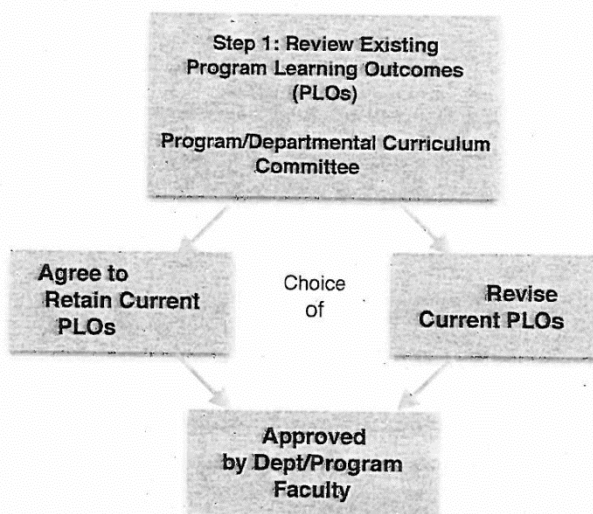 Step 1: Review Existing
Program Learning Outcomes
(PLOs)
Program/Departmental Curriculum
Committee
Agree to
Retain Current
PLOs
Choice
of
Revise
Current PLOs
Approved
by Dept/Program
Faculty